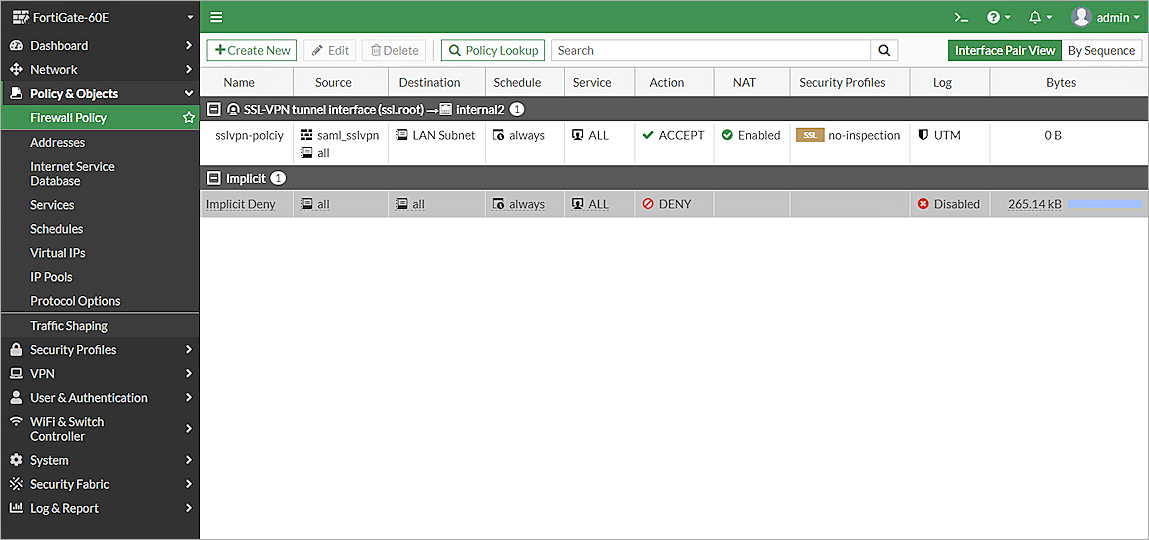 FortiGate-60E
>_
admin
Dashboard
Network
Policy & Objects
Firewall Policy
Addresses
Internet Service
Database
Services
Schedules
Virtual IPs
IP Pools
Protocol Options
Traffic Shaping
Security Profiles
VPN
User & Authentication
WiFi & Switch
Controller
System
Security Fabric
Log & Report
+Create New Edit Delete Policy Lookup Search Interface Pair View By Sequence
Name Source Destination Schedule Service Action NAT Security Profiles Log Bytes
SSL-VPN tunnel interface (ssl.root) → internal2 1
sslvpn-polciy saml_sslvpn LAN Subnet always ALL ACCEPT Enabled SSL no-inspection UTM 0 B
all
Implicit 1
Implicit Deny all all always ALL DENY Disabled 265.14 kB